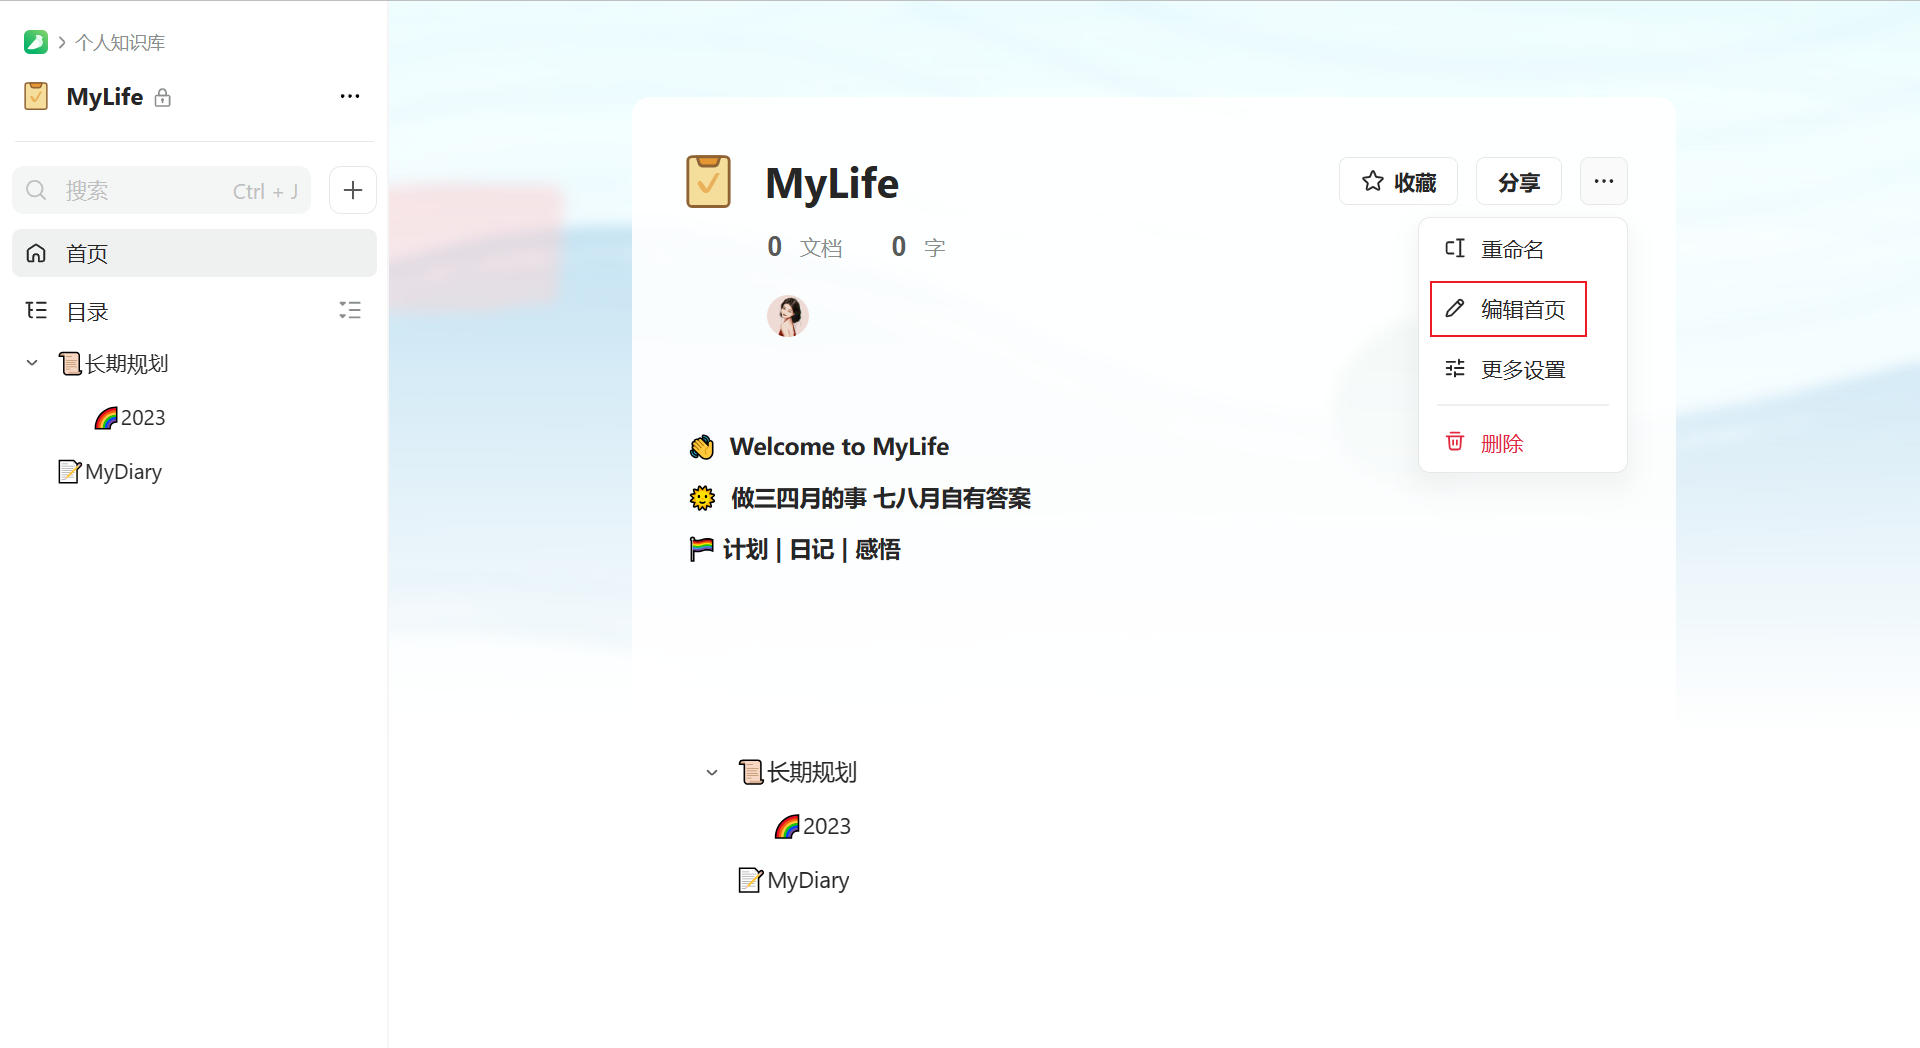 个人知识库
MyLife
搜索 Ctrl + J
首页
目录
长期规划
2023
MyDiary
MyLife
收藏
分享
0 文档 0 字
重命名
编辑首页
更多设置
删除
Welcome to MyLife
做三四月的事 七八月自有答案
计划 | 日记 | 感悟
长期规划
2023
MyDiary